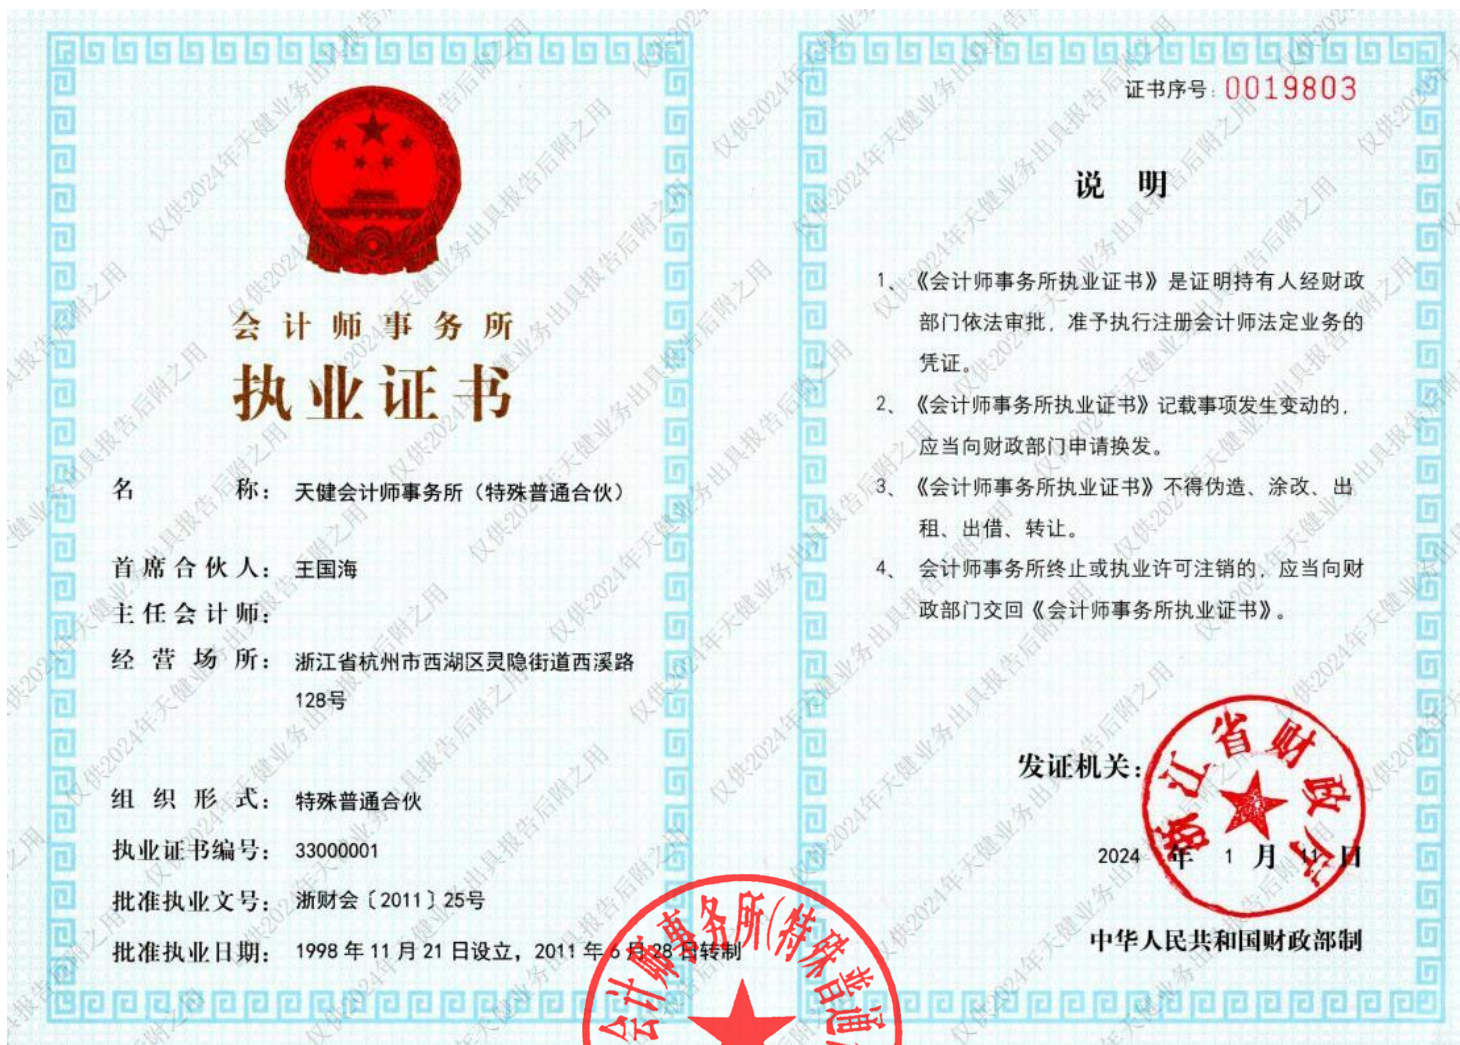 会计师事务所
执业证书
名 称： 天健会计师事务所（特殊普通合伙）
首席合伙人： 王国海
主任会计师：
经营场所： 浙江省杭州市西湖区灵隐街道西溪路
128号
组织形式： 特殊普通合伙
执业证书编号： 33000001
批准执业文号： 浙财会〔2011〕25号
批准执业日期： 1998年11月21日设立，2011年6月28日转制
会计师事务所(特殊普通
证书序号：0019803
说 明
1、《会计师事务所执业证书》是证明持有人经财政
部门依法审批，准予执行注册会计师法定业务的
凭证。
2、《会计师事务所执业证书》记载事项发生变动的，
应当向财政部门申请换发。
3、《会计师事务所执业证书》不得伪造、涂改、出
租、出借、转让。
4、会计师事务所终止或执业许可注销的，应当向财
政部门交回《会计师事务所执业证书》。
发证机关：
浙江省财政厅
2024 年 1 月 11 日
中华人民共和国财政部制
仅供2024年天健业务出具报告后附之用